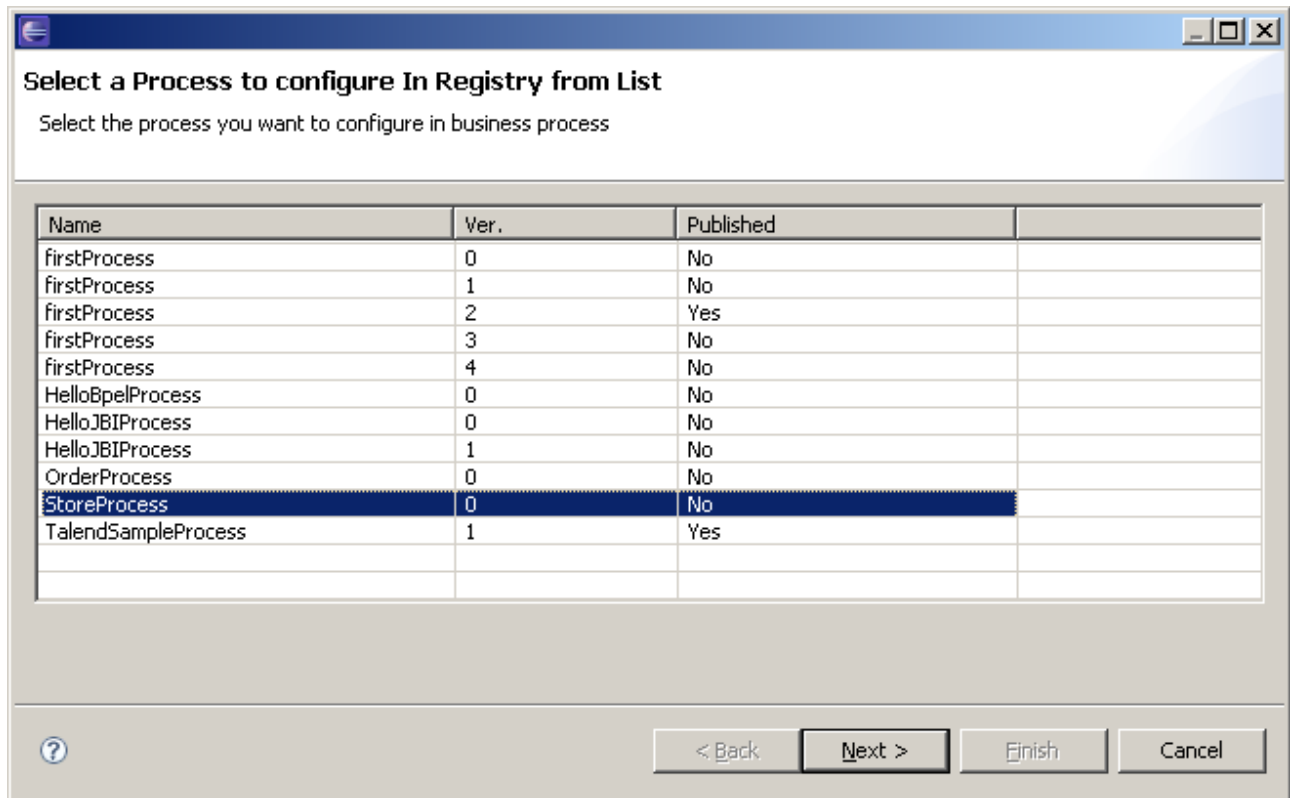 Select a Process to configure In Registry from List
Select the process you want to configure in business process
Name Ver. Published
firstProcess 0 No
firstProcess 1 No
firstProcess 2 Yes
firstProcess 3 No
firstProcess 4 No
HelloBpelProcess 0 No
HelloJBIProcess 0 No
HelloJBIProcess 1 No
OrderProcess 0 No
StoreProcess 0 No
TalendSampleProcess 1 Yes
? < Back Next > Finish Cancel